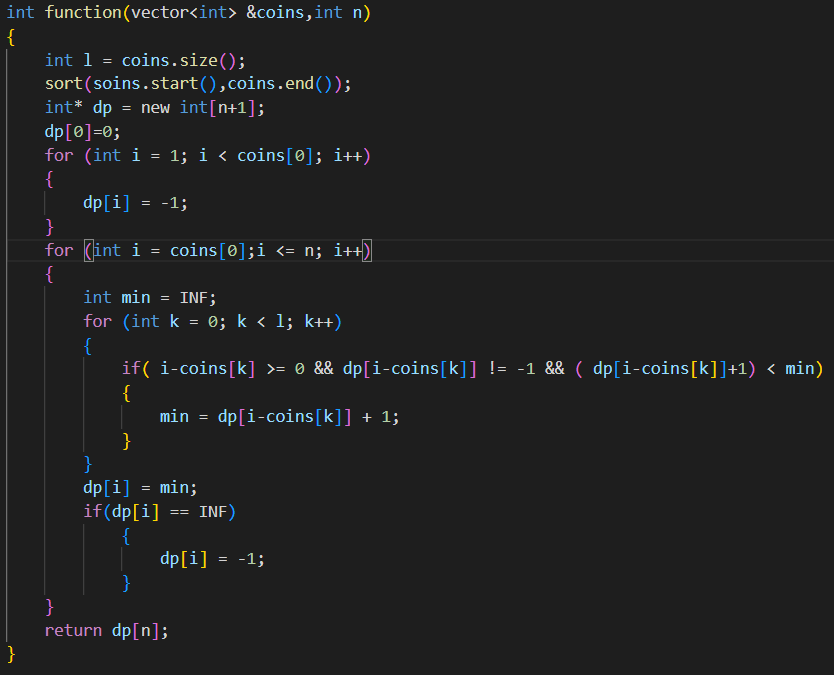 int function(vector<int> &coins,int n)
{
    int l = coins.size();
    sort(soins.start(),coins.end());
    int* dp = new int[n+1];
    dp[0]=0;
    for (int i = 1; i < coins[0]; i++)
    {
        dp[i] = -1;
    }
    for (int i = coins[0];i <= n; i++)
    {
        int min = INF;
        for (int k = 0; k < l; k++)
        {
            if( i-coins[k] >= 0 && dp[i-coins[k]] != -1 && ( dp[i-coins[k]]+1) < min)
            {
                min = dp[i-coins[k]] + 1;
            }
        }
        dp[i] = min;
        if(dp[i] == INF)
            {
                dp[i] = -1;
            }
    }
    return dp[n];
}